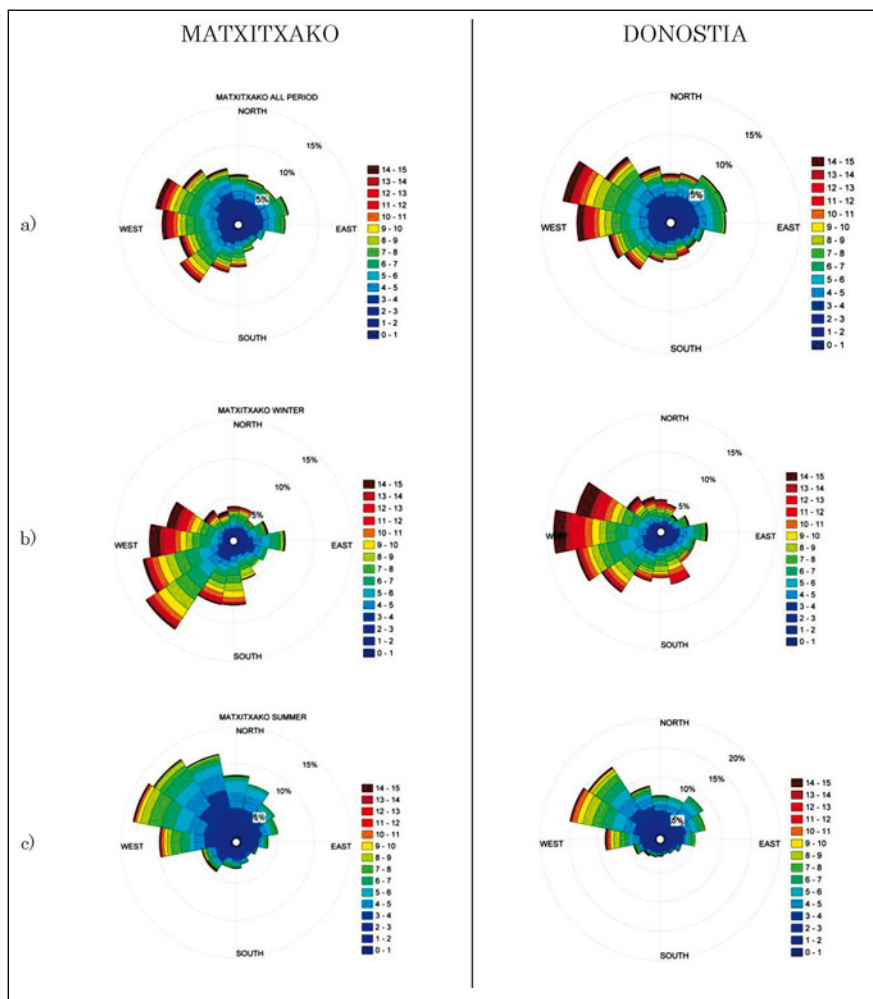 MATXITXAKO
DONOSTIA
a)
MATXITXAKO ALL PERIOD
NORTH
15%
10%
5%
WEST
EAST
SOUTH
14 - 15
13 - 14
12 - 13
11 - 12
10 - 11
9 - 10
8 - 9
7 - 8
6 - 7
5 - 6
4 - 5
3 - 4
2 - 3
1 - 2
0 - 1
NORTH
15%
10%
5%
WEST
EAST
SOUTH
14 - 15
13 - 14
12 - 13
11 - 12
10 - 11
9 - 10
8 - 9
7 - 8
6 - 7
5 - 6
4 - 5
3 - 4
2 - 3
1 - 2
0 - 1
b)
MATXITXAKO WINTER
NORTH
15%
10%
5%
WEST
EAST
SOUTH
14 - 15
13 - 14
12 - 13
11 - 12
10 - 11
9 - 10
8 - 9
7 - 8
6 - 7
5 - 6
4 - 5
3 - 4
2 - 3
1 - 2
0 - 1
NORTH
15%
10%
5%
WEST
EAST
SOUTH
14 - 15
13 - 14
12 - 13
11 - 12
10 - 11
9 - 10
8 - 9
7 - 8
6 - 7
5 - 6
4 - 5
3 - 4
2 - 3
1 - 2
0 - 1
c)
MATXITXAKO SUMMER
NORTH
15%
10%
5%
WEST
EAST
SOUTH
14 - 15
13 - 14
12 - 13
11 - 12
10 - 11
9 - 10
8 - 9
7 - 8
6 - 7
5 - 6
4 - 5
3 - 4
2 - 3
1 - 2
0 - 1
NORTH
20%
15%
10%
5%
WEST
EAST
SOUTH
14 - 15
13 - 14
12 - 13
11 - 12
10 - 11
9 - 10
8 - 9
7 - 8
6 - 7
5 - 6
4 - 5
3 - 4
2 - 3
1 - 2
0 - 1